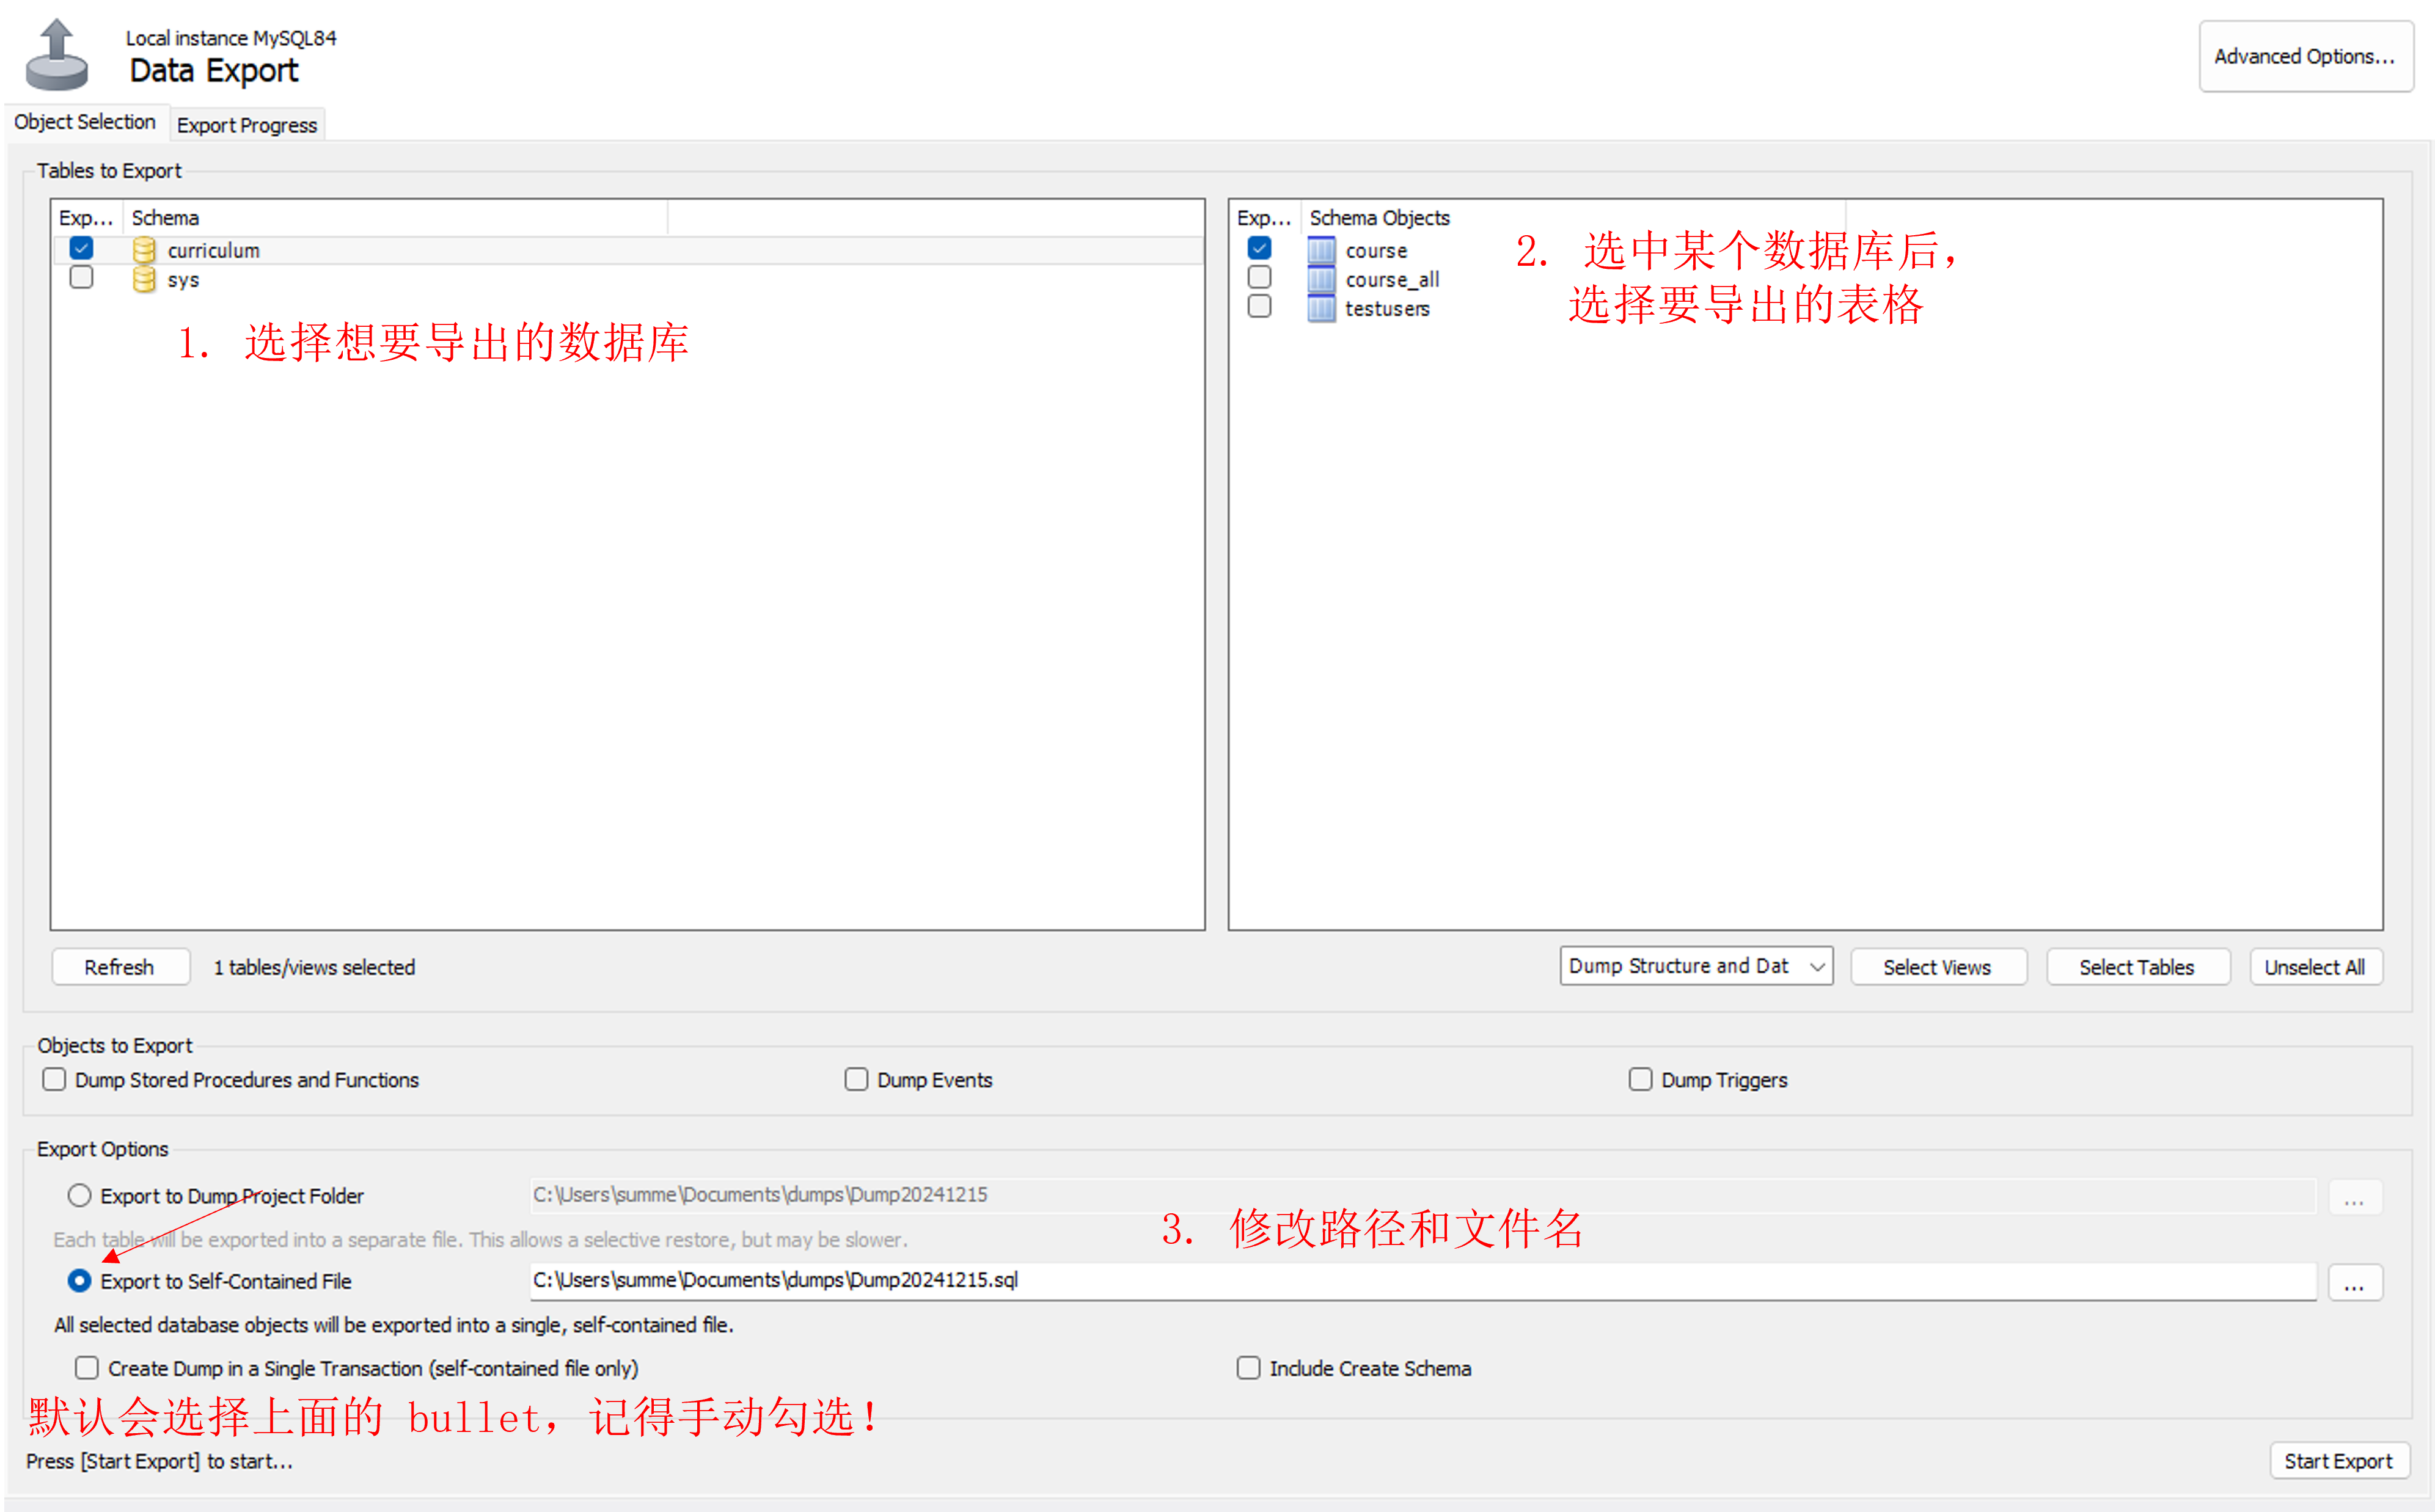 Local instance MySQL84
Data Export
Advanced Options...
Object Selection
Export Progress
Tables to Export
Exp... Schema
curriculum
sys
1. 选择想要导出的数据库
Exp... Schema Objects
course
course_all
testusers
2. 选中某个数据库后，
选择要导出的表格
Refresh
1 tables/views selected
Dump Structure and Dat
Select Views
Select Tables
Unselect All
Objects to Export
Dump Stored Procedures and Functions
Dump Events
Dump Triggers
Export Options
Export to Dump Project Folder
C:\Users\summe\Documents\dumps\Dump20241215
...
Each table will be exported into a separate file. This allows a selective restore, but may be slower.
3. 修改路径和文件名
Export to Self-Contained File
C:\Users\summe\Documents\dumps\Dump20241215.sql
...
All selected database objects will be exported into a single, self-contained file.
Create Dump in a Single Transaction (self-contained file only)
Include Create Schema
默认会选择上面的 bullet，记得手动勾选！
Press [Start Export] to start...
Start Export